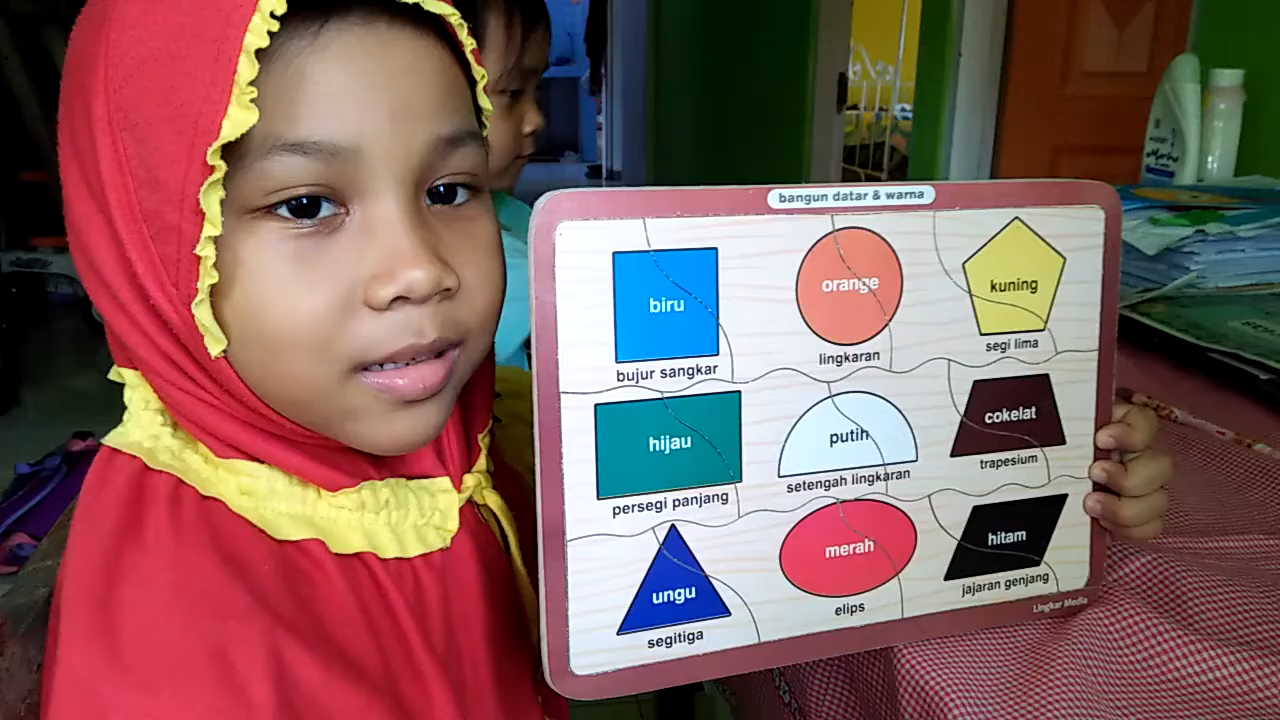 bangun datar & warna
biru
bujur sangkar
orange
lingkaran
kuning
segi lima
hijau
persegi panjang
putih
setengah lingkaran
cokelat
trapesium
ungu
segitiga
merah
elips
hitam
jajaran genjang
Lingkar Media